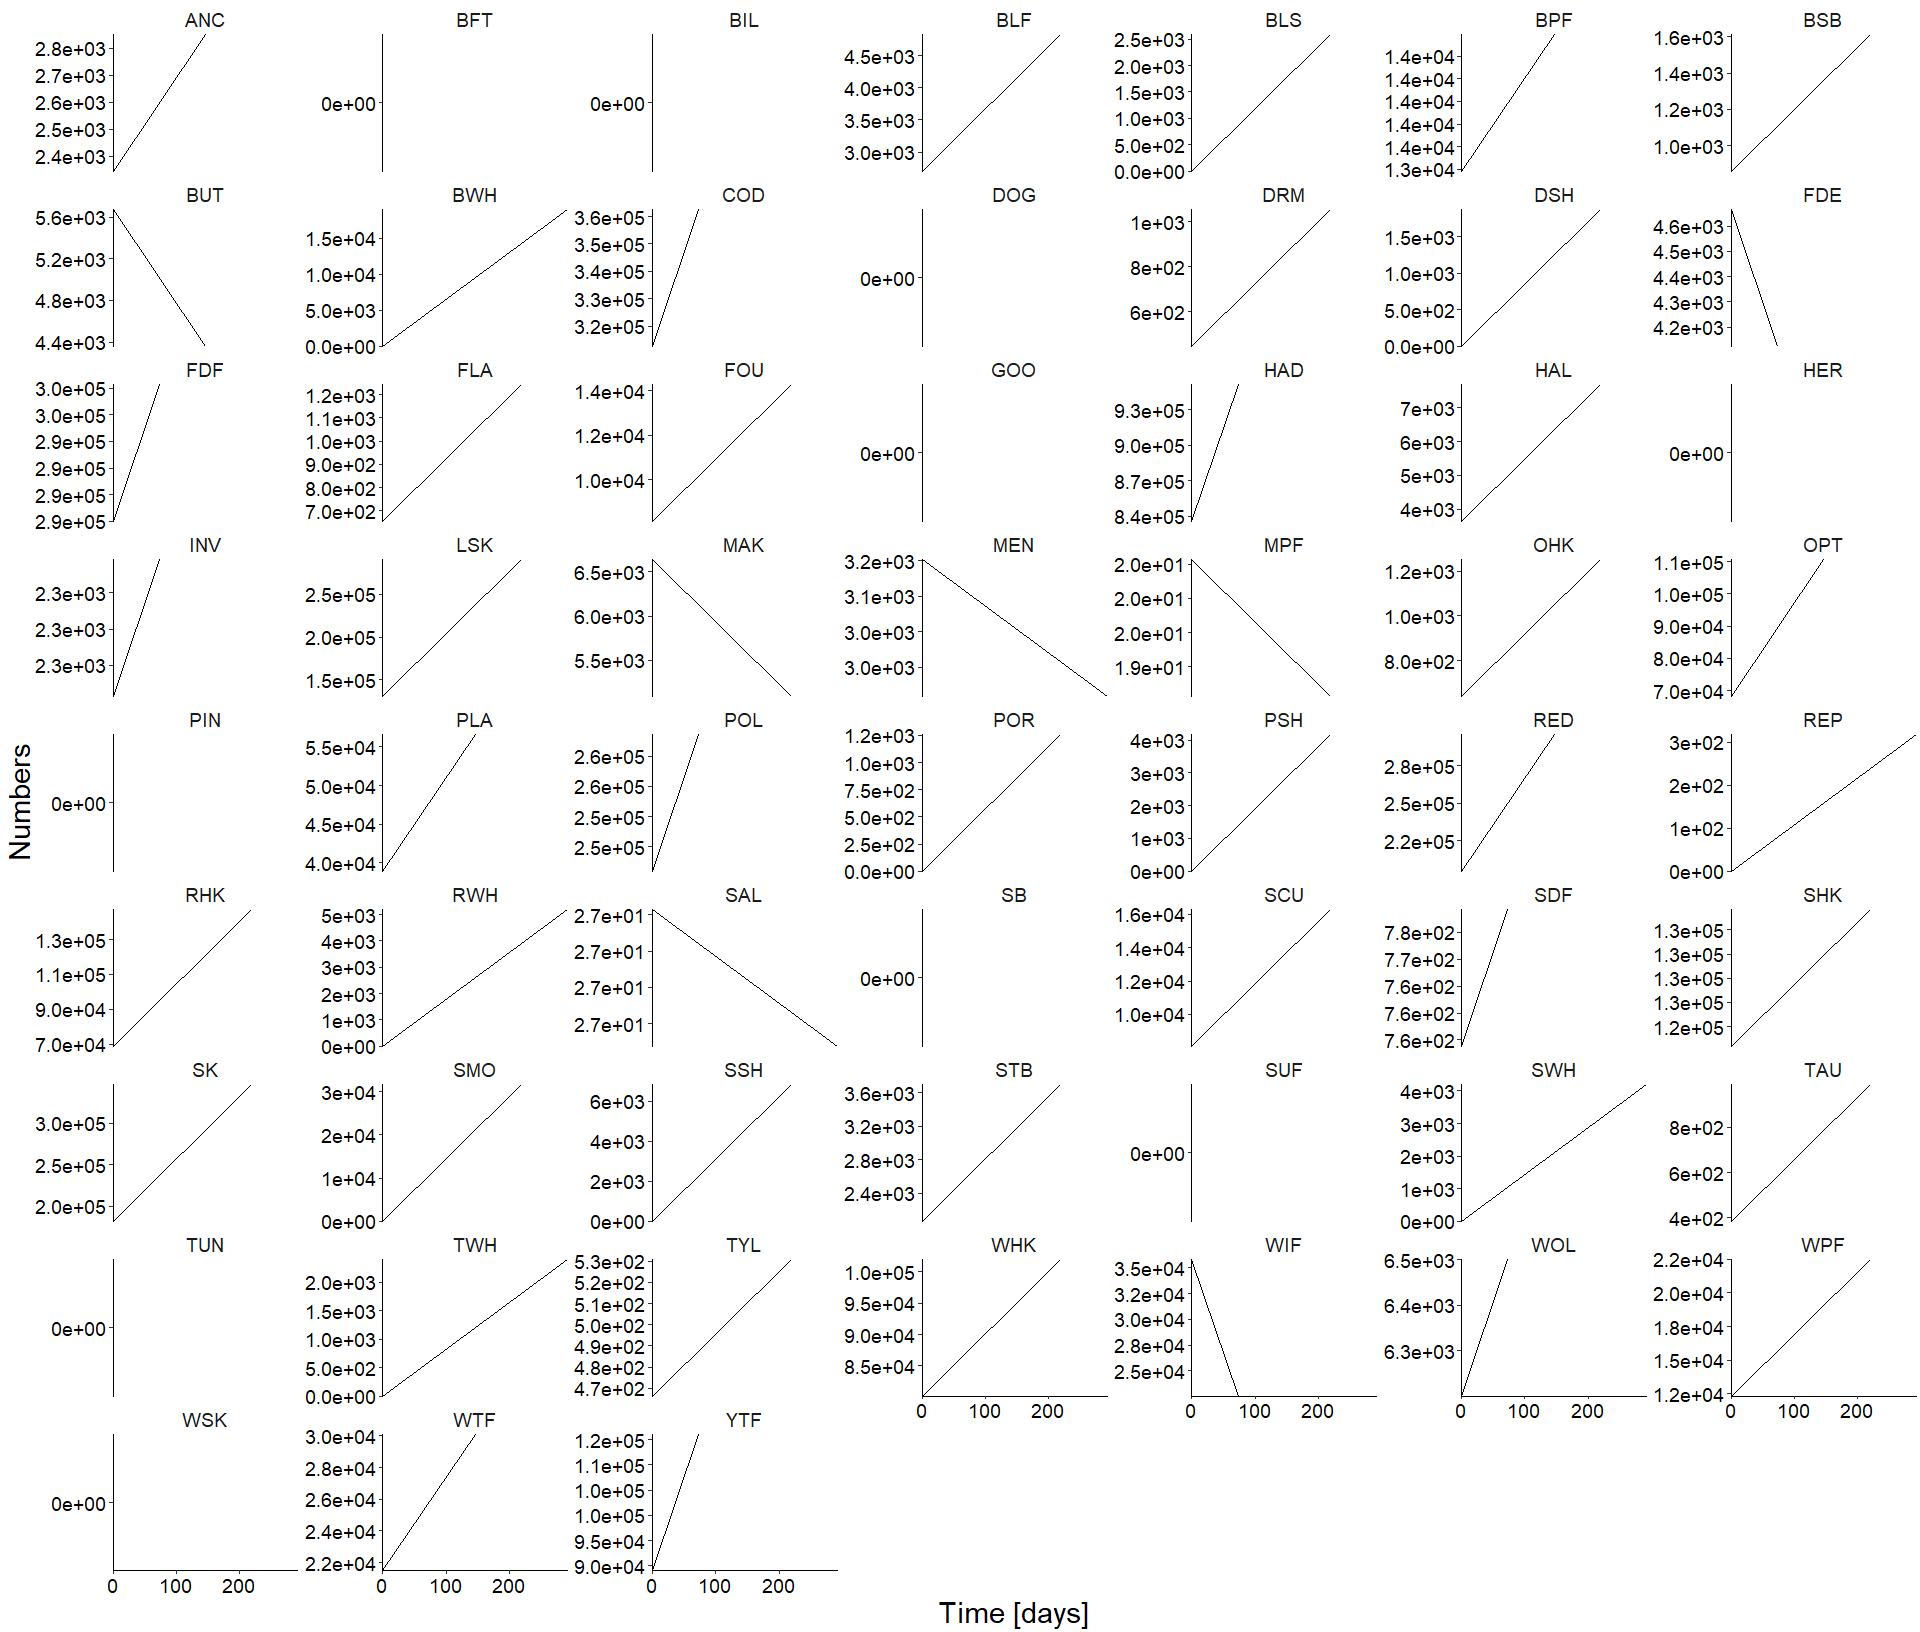 ANC BFT BIL BLF BLS BPF BSB
2.8e+03
2.7e+03
2.6e+03
2.5e+03
2.4e+03
0e+00
0e+00
4.5e+03
4.0e+03
3.5e+03
3.0e+03
2.5e+03
2.0e+03
1.5e+03
1.0e+03
5.0e+02
0.0e+00
1.4e+04
1.4e+04
1.4e+04
1.4e+04
1.4e+04
1.3e+04
1.6e+03
1.4e+03
1.2e+03
1.0e+03
BUT BWH COD DOG DRM DSH FDE
5.6e+03
5.2e+03
4.8e+03
4.4e+03
1.5e+04
1.0e+04
5.0e+03
0.0e+00
3.6e+05
3.5e+05
3.4e+05
3.3e+05
3.2e+05
0e+00
1e+03
8e+02
6e+02
1.5e+03
1.0e+03
5.0e+02
0.0e+00
4.6e+03
4.5e+03
4.4e+03
4.3e+03
4.2e+03
FDF FLA FOU GOO HAD HAL HER
3.0e+05
3.0e+05
2.9e+05
2.9e+05
2.9e+05
2.9e+05
1.2e+03
1.1e+03
1.0e+03
9.0e+02
8.0e+02
7.0e+02
1.4e+04
1.2e+04
1.0e+04
0e+00
9.3e+05
9.0e+05
8.7e+05
8.4e+05
7e+03
6e+03
5e+03
4e+03
0e+00
INV LSK MAK MEN MPF OHK OPT
2.3e+03
2.3e+03
2.3e+03
2.5e+05
2.0e+05
1.5e+05
6.5e+03
6.0e+03
5.5e+03
3.2e+03
3.1e+03
3.0e+03
3.0e+03
2.0e+01
2.0e+01
2.0e+01
1.9e+01
1.2e+03
1.0e+03
8.0e+02
1.1e+05
1.0e+05
9.0e+04
8.0e+04
7.0e+04
PIN PLA POL POR PSH RED REP
0e+00
5.5e+04
5.0e+04
4.5e+04
4.0e+04
2.6e+05
2.6e+05
2.5e+05
2.5e+05
1.2e+03
1.0e+03
7.5e+02
5.0e+02
2.5e+02
0.0e+00
4e+03
3e+03
2e+03
1e+03
0e+00
2.8e+05
2.5e+05
2.2e+05
3e+02
2e+02
1e+02
0e+00
RHK RWH SAL SB SCU SDF SHK
1.3e+05
1.1e+05
9.0e+04
7.0e+04
5e+03
4e+03
3e+03
2e+03
1e+03
0e+00
2.7e+01
2.7e+01
2.7e+01
2.7e+01
0e+00
1.6e+04
1.4e+04
1.2e+04
1.0e+04
7.8e+02
7.7e+02
7.6e+02
7.6e+02
7.6e+02
1.3e+05
1.3e+05
1.3e+05
1.3e+05
1.2e+05
SK SMO SSH STB SUF SWH TAU
3.0e+05
2.5e+05
2.0e+05
3e+04
2e+04
1e+04
0e+00
6e+03
4e+03
2e+03
0e+00
3.6e+03
3.2e+03
2.8e+03
2.4e+03
0e+00
4e+03
3e+03
2e+03
1e+03
0e+00
8e+02
6e+02
4e+02
TUN TWH TYL WHK WIF WOL WPF
0e+00
2.0e+03
1.5e+03
1.0e+03
5.0e+02
0.0e+00
5.3e+02
5.2e+02
5.1e+02
5.0e+02
4.9e+02
4.8e+02
4.7e+02
1.0e+05
9.5e+04
9.0e+04
8.5e+04
3.5e+04
3.2e+04
3.0e+04
2.8e+04
2.5e+04
6.5e+03
6.4e+03
6.3e+03
2.2e+04
2.0e+04
1.8e+04
1.5e+04
1.2e+04
0 100 200 0 100 200 0 100 200 0 100 200
WSK WTF YTF
0e+00
3.0e+04
2.8e+04
2.6e+04
2.4e+04
2.2e+04
1.2e+05
1.1e+05
1.0e+05
1.0e+05
9.5e+04
9.0e+04
0 100 200 0 100 200 0 100 200
Numbers
Time [days]